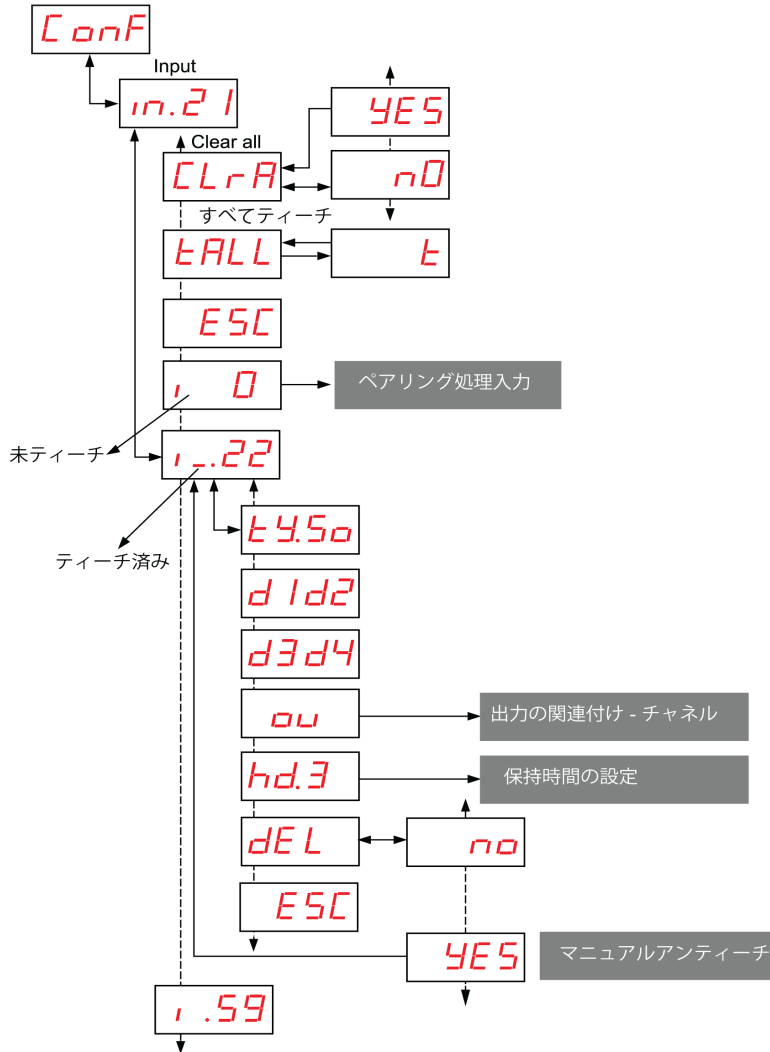 ConF
Input
in.21
YES
Clear all
CLrA
nO
すべてティーチ
tALL
t
ESC
i 0
ペアリング処理入力
未ティーチ
i_.22
ティーチ済み
tY.So
d1d2
d3d4
ou
出力の関連付け - チャネル
hd.3
保持時間の設定
dEL
no
ESC
YES
マニュアルアンティーチ
i .59